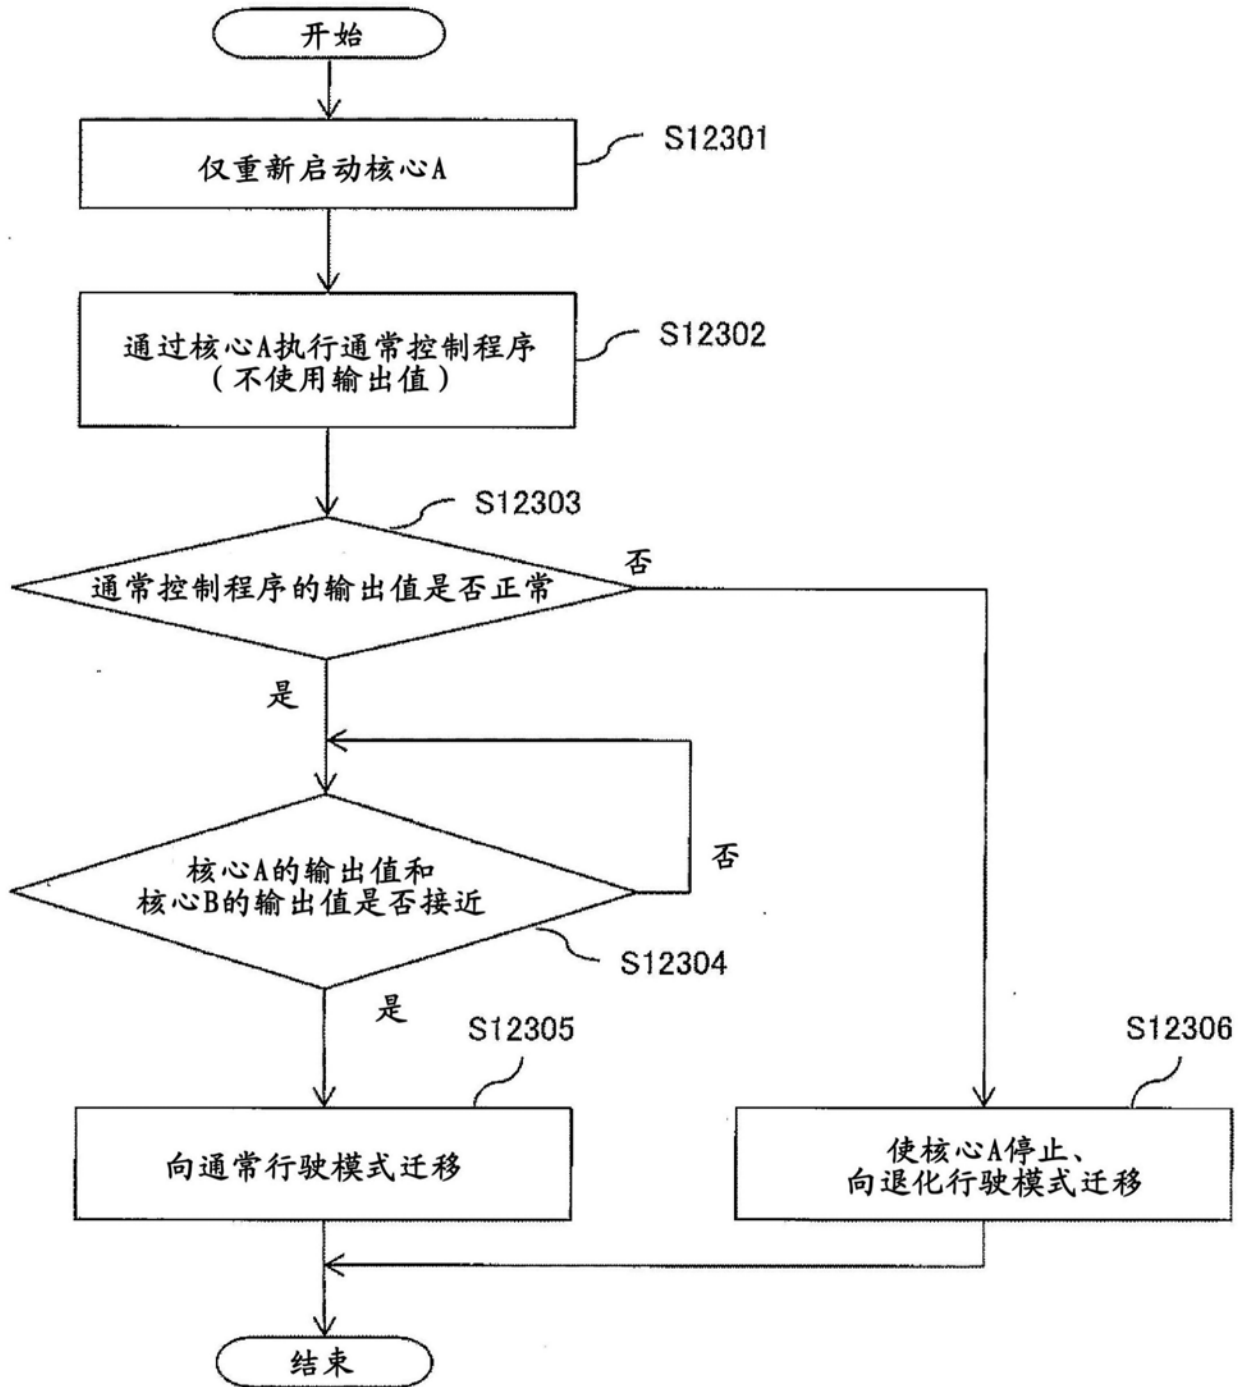 开始
S12301
仅重新启动核心A
S12302
通过核心A执行通常控制程序
(不使用输出值)
S12303
否
通常控制程序的输出值是否正常
是
否
核心A的输出值和
核心B的输出值是否接近
S12304
是
S12305
S12306
向通常行驶模式迁移
使核心A停止、
向退化行驶模式迁移
结束